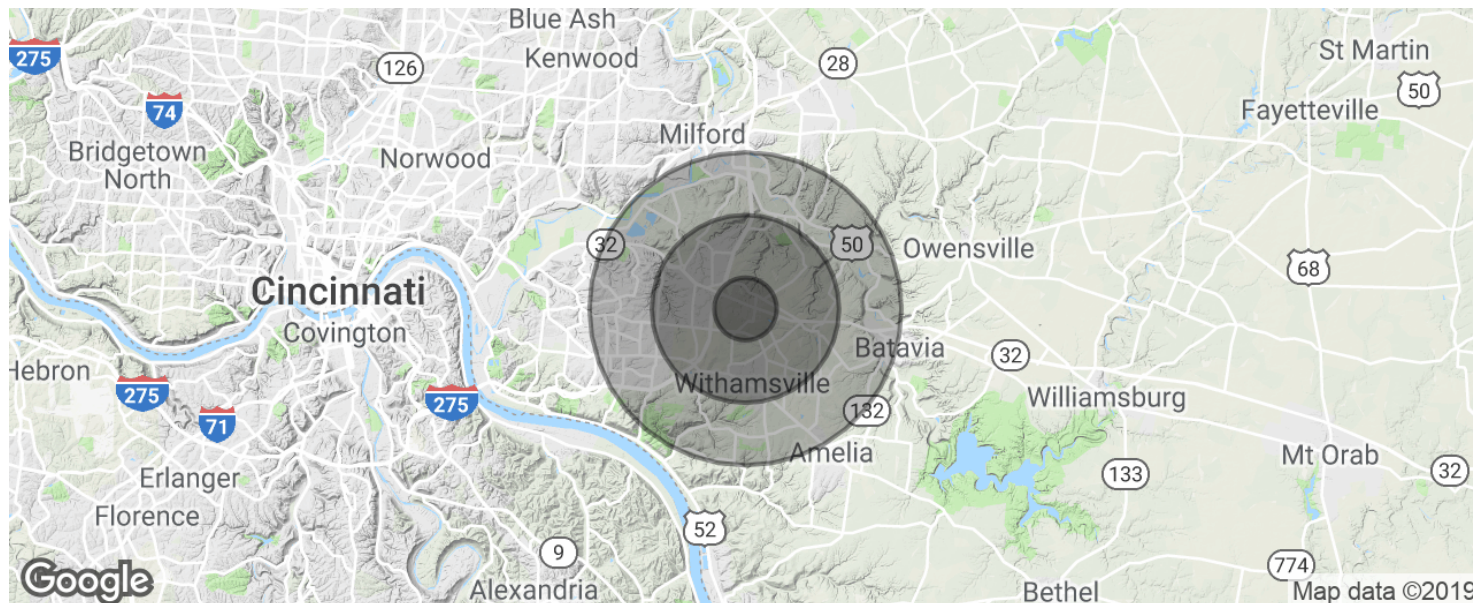 Blue Ash
St Martin
275
Kenwood
28
126
50
74
Fayetteville
Milford
Bridgetown
North
Norwood
32
50
Owensville
68
Cincinnati
Covington
Batavia
32
Hebron
275
Withamsville
275
71
132
Williamsburg
Amelia
Mt Orab
133
32
Erlanger
Florence
52
9
774
Google
Alexandria
Bethel
Map data ©2019